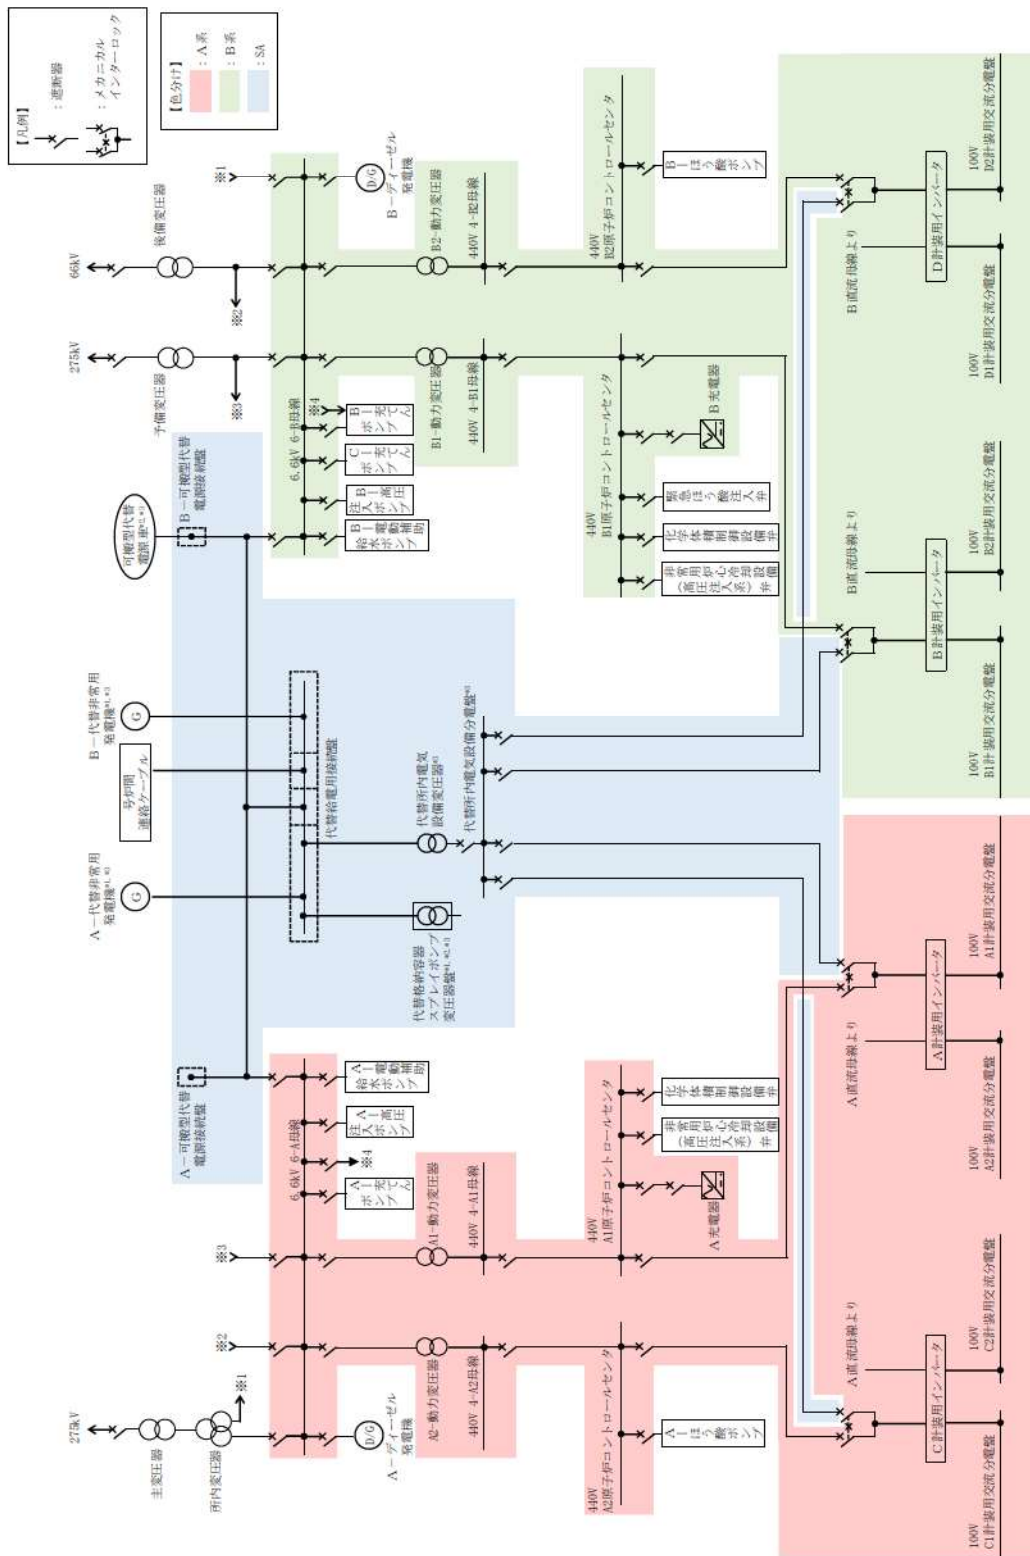 【凡例】
：遮断器
：メカニカル
インターロック
【色分け】
：A系
：B系
：SA
275kV
主変圧器
所内変圧器
※1
※2
※3
275kV
予備変圧器
※3
66kV
後備変圧器
※2
※1
A－代替非常用
発電機*1,*3
G
号炉間
連絡ケーブル
B－代替非常用
発電機*1,*3
G
可搬型代替
電源車*2,*3
A－可搬型代替
電源接続盤
B－可搬型代替
電源接続盤
代替給電用接続盤
6.6kV 6-A母線
6.6kV 6-B母線
D/G
A－ディーゼル
発電機
A－充てん
ポンプ
※4
A－高圧
注入ポンプ
A－電動補助
給水ポンプ
B－電動補助
給水ポンプ
B－高圧
注入ポンプ
C－充てん
ポンプ
B－充てん
ポンプ
※4
D/G
B－ディーゼル
発電機
A2-動力変圧器
A1-動力変圧器
代替格納容器
スプレイポンプ
変圧器盤*1,*2,*3
代替所内電気
設備変圧器*3
B1-動力変圧器
B2-動力変圧器
440V 4-A2母線
440V 4-A1母線
代替所内電気設備分電盤*3
440V 4-B1母線
440V 4-B2母線
440V
A2原子炉コントロールセンタ
440V
A1原子炉コントロールセンタ
440V
B1原子炉コントロールセンタ
440V
B2原子炉コントロールセンタ
A－ほう酸ポンプ
A充電器
非常用炉心冷却設備
（高圧注入系）弁
化学体積制御設備弁
非常用炉心冷却設備
（高圧注入系）弁
化学体積制御設備弁
緊急ほう酸注入弁
B充電器
B－ほう酸ポンプ
A直流母線より
A直流母線より
B直流母線より
B直流母線より
C計装用インバータ
A計装用インバータ
B計装用インバータ
D計装用インバータ
100V
C1計装用交流分電盤
100V
C2計装用交流分電盤
100V
A2計装用交流分電盤
100V
A1計装用交流分電盤
100V
B1計装用交流分電盤
100V
B2計装用交流分電盤
100V
D1計装用交流分電盤
100V
D2計装用交流分電盤